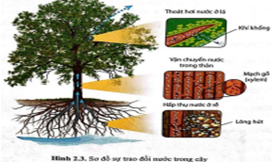 Thoát hơi nước ở lá
Khí khổng
Vận chuyển nước
trong thân
Mạch gỗ
(xylem)
Hấp thụ nước ở rễ
Lông hút
Hình 2.3. Sơ đồ sự trao đổi nước trong cây